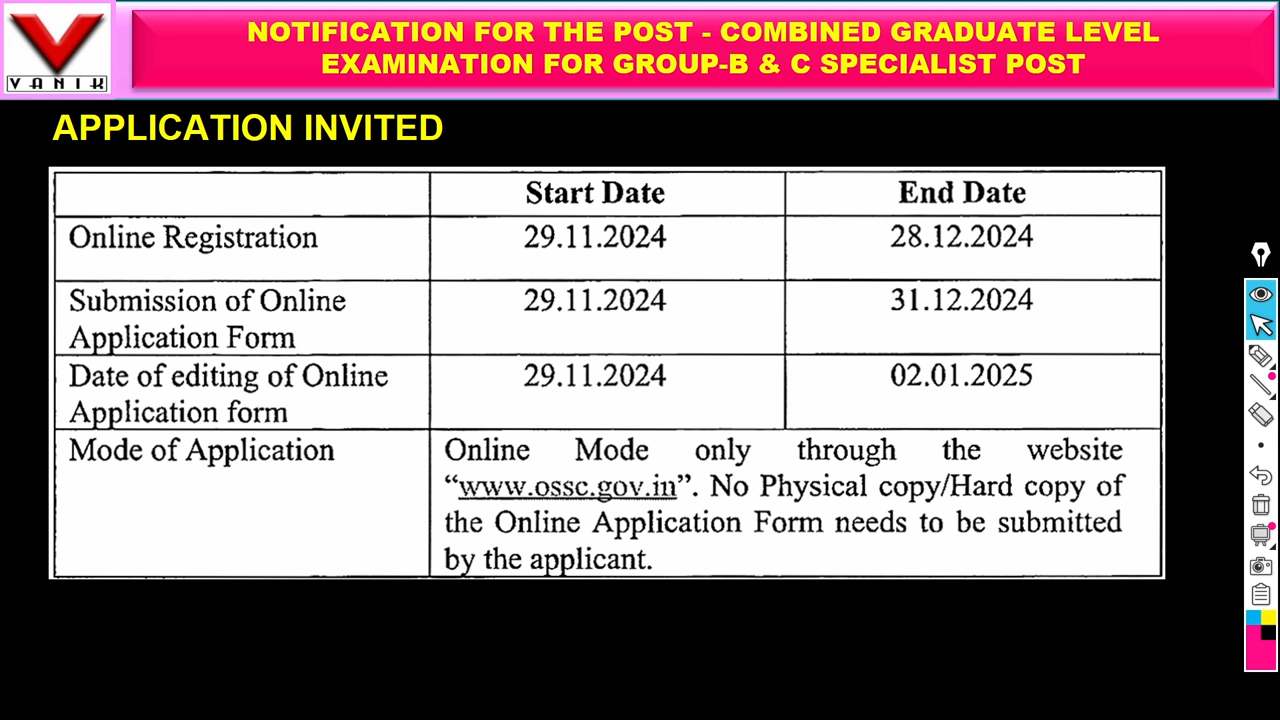 NOTIFICATION FOR THE POST - COMBINED GRADUATE LEVEL
EXAMINATION FOR GROUP-B & C SPECIALIST POST
VANIK
APPLICATION INVITED
Start Date End Date
Online Registration 29.11.2024 28.12.2024
Submission of Online
Application Form 29.11.2024 31.12.2024
Date of editing of Online
Application form 29.11.2024 02.01.2025
Mode of Application Online Mode only through the website
“www.ossc.gov.in”. No Physical copy/Hard copy of
the Online Application Form needs to be submitted
by the applicant.